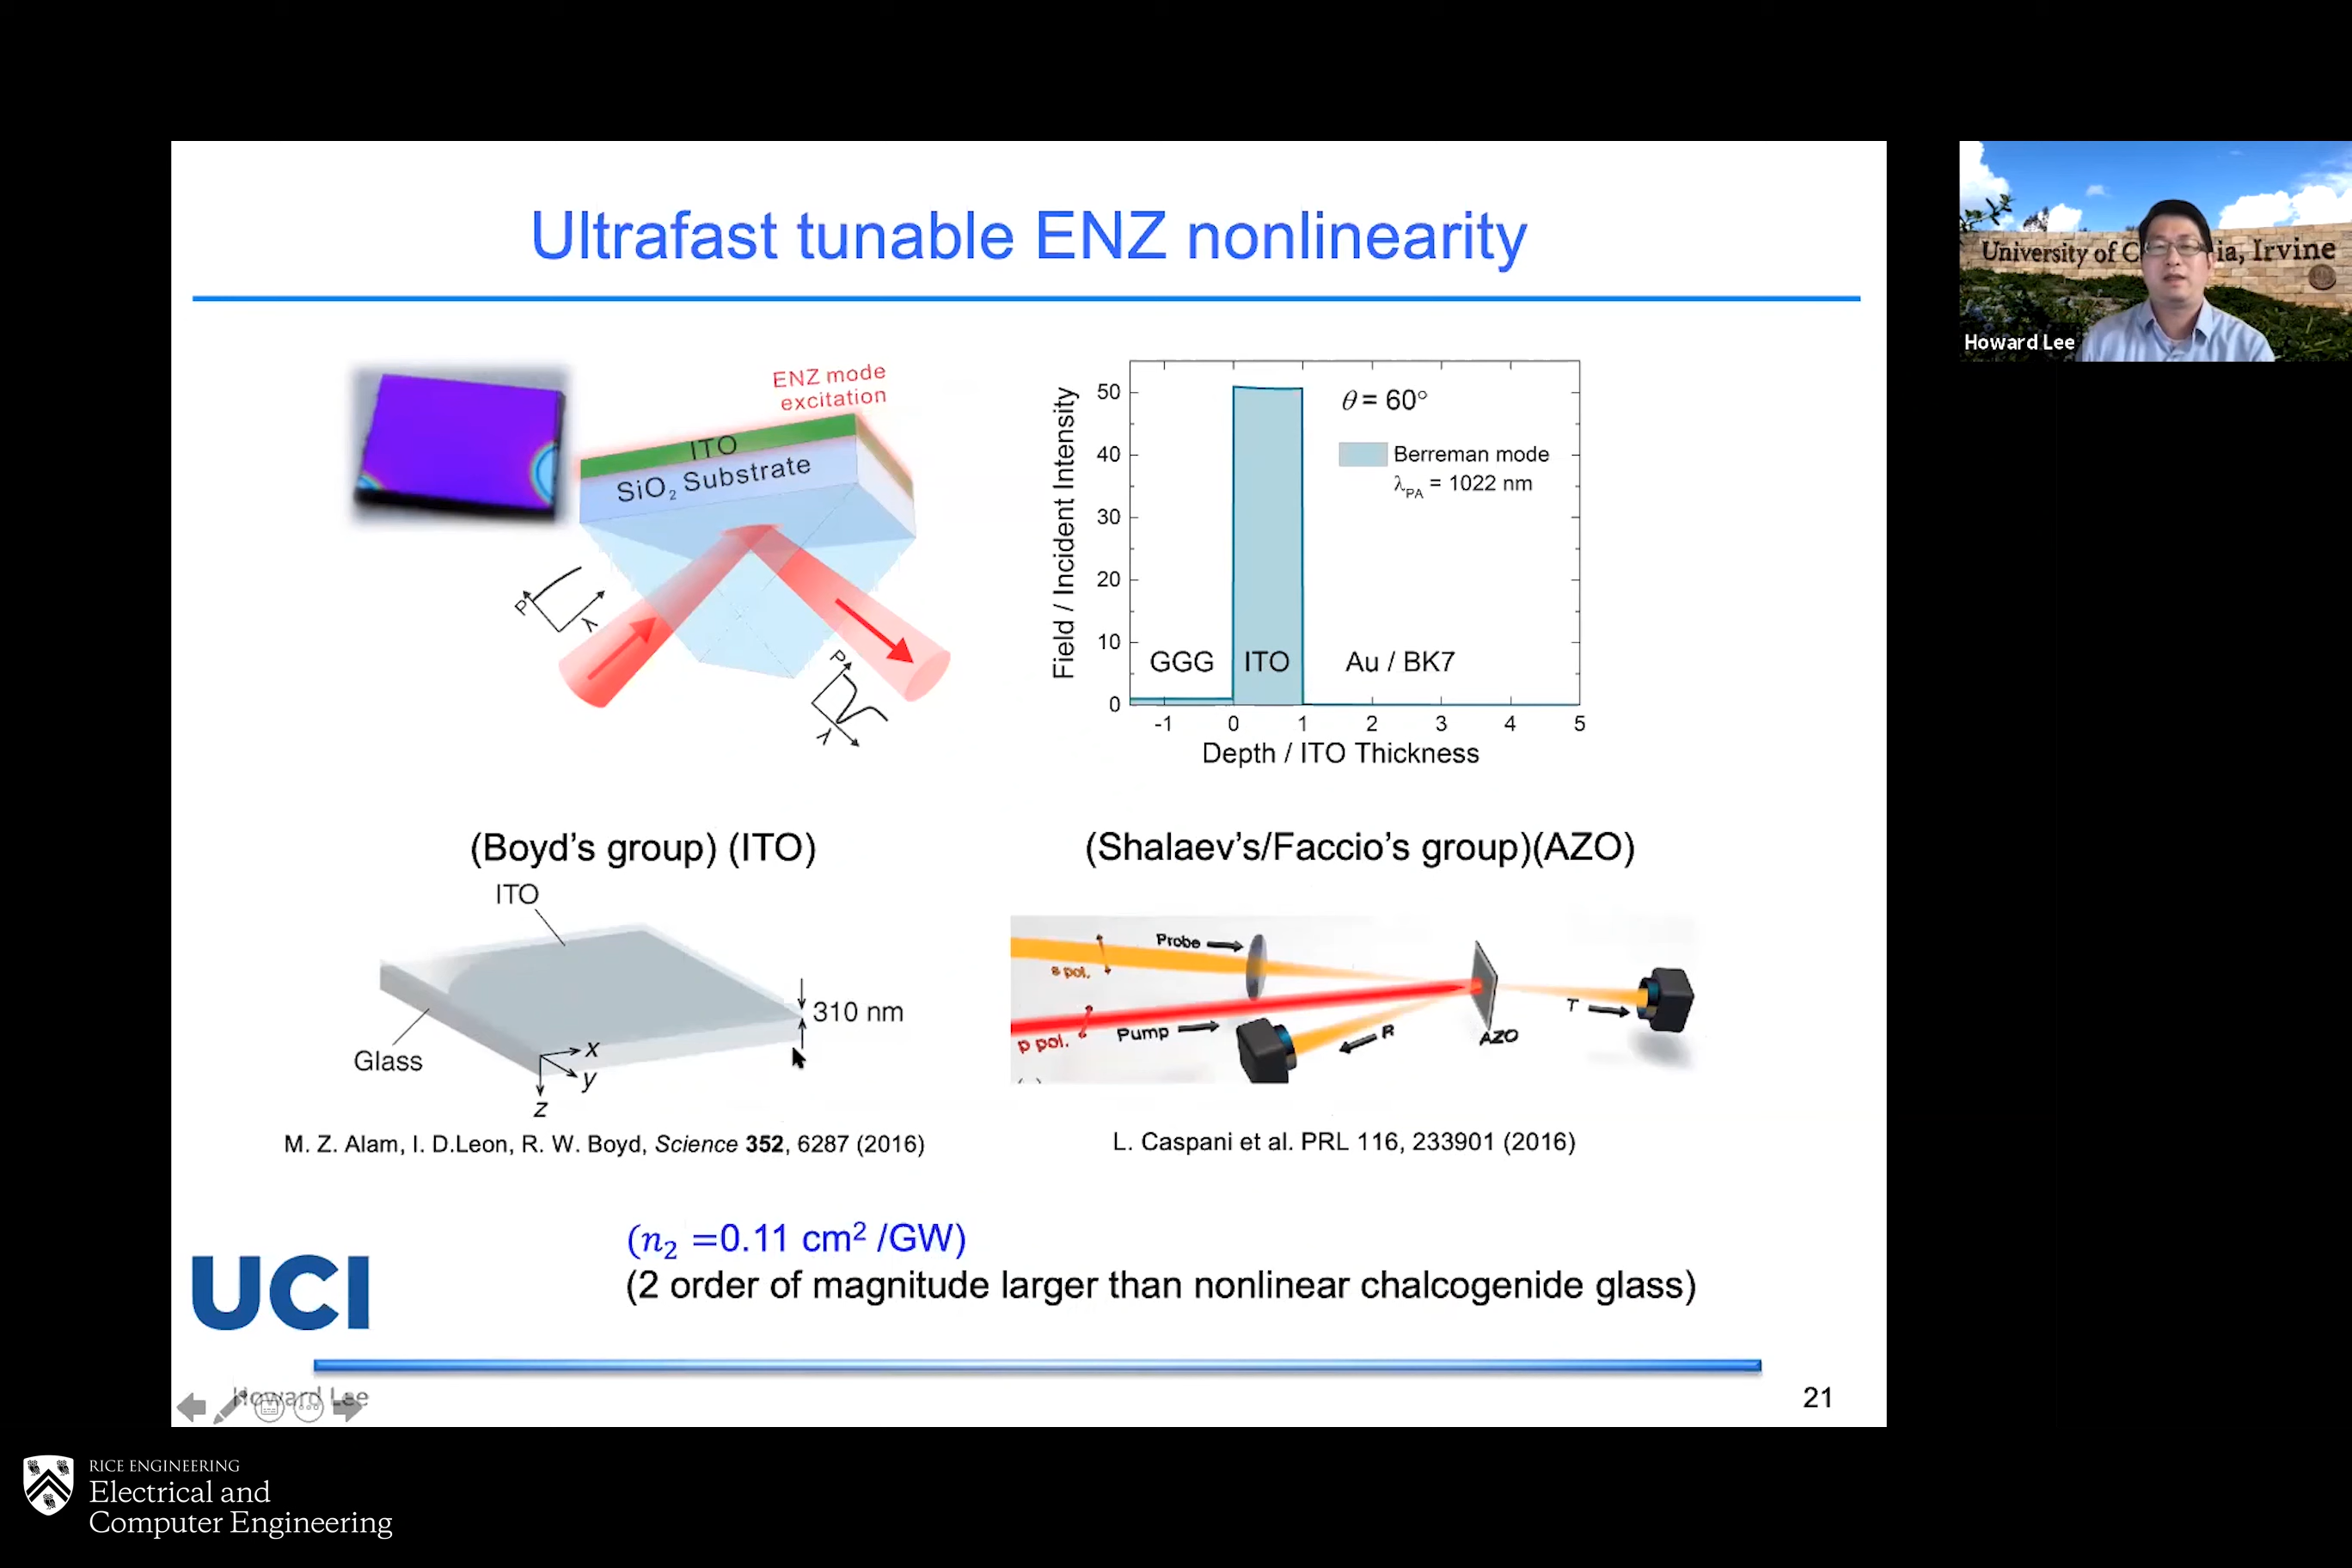 Ultrafast tunable ENZ nonlinearity
University of C ia, Irvine
Howard Lee
ENZ mode
excitation
ITO
SiO₂ Substrate
P
λ
P
λ
Field / Incident Intensity
50
40
30
20
10
0
θ = 60°
Berreman mode
λPA = 1022 nm
GGG
ITO
Au / BK7
-1
0
1
2
3
4
5
Depth / ITO Thickness
(Boyd's group) (ITO)
ITO
310 nm
Glass
x
y
z
M. Z. Alam, I. D.Leon, R. W. Boyd, Science 352, 6287 (2016)
(Shalaev's/Faccio's group)(AZO)
Probe
s pol.
Pump
p pol.
R
T
AZO
L. Caspani et al. PRL 116, 233901 (2016)
(n₂ =0.11 cm² /GW)
(2 order of magnitude larger than nonlinear chalcogenide glass)
UCI
Howard Lee
21
RICE ENGINEERING
Electrical and
Computer Engineering